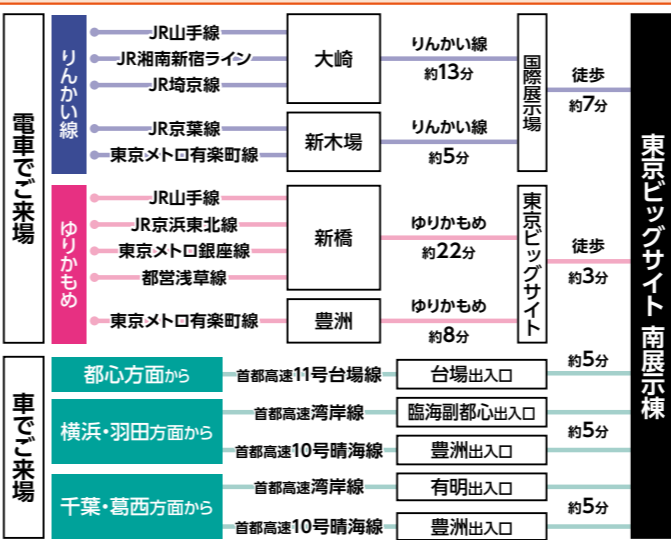 電車でご来場
りんかい線
JR山手線
JR湘南新宿ライン
JR埼京線
大崎
りんかい線
約13分
JR京葉線
東京メトロ有楽町線
新木場
りんかい線
約5分
国際展示場
徒歩
約7分
ゆりかもめ
JR山手線
JR京浜東北線
東京メトロ銀座線
都営浅草線
新橋
ゆりかもめ
約22分
東京メトロ有楽町線
豊洲
ゆりかもめ
約8分
東京ビッグサイト
徒歩
約3分
車でご来場
都心方面から
首都高速11号台場線
台場出入口
約5分
横浜・羽田方面から
首都高速湾岸線
臨海副都心出入口
首都高速10号晴海線
豊洲出入口
約5分
千葉・葛西方面から
首都高速湾岸線
有明出入口
首都高速10号晴海線
豊洲出入口
約5分
東京ビッグサイト 南展示棟